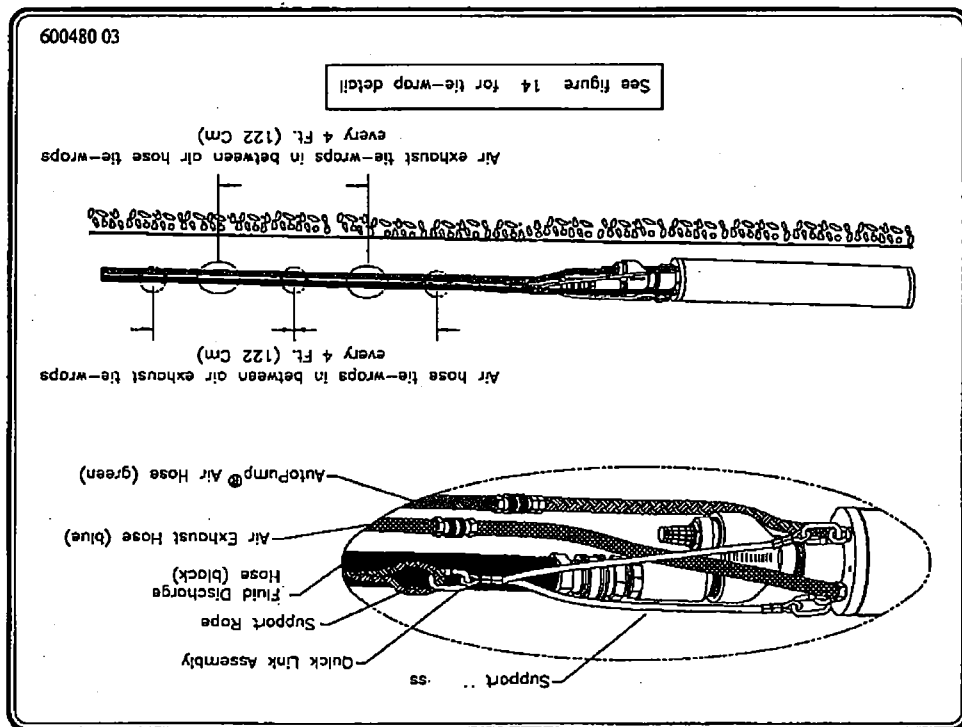 600480 03
Support
Quick Link Assembly
Support Rope
Fluid Discharge
Hose (black)
Air Exhaust Hose (blue)
AutoPump® Air Hose (green)
Air hose tie-wraps in between air exhaust tie-wraps
every 4 Ft. (122 Cm)
Air exhaust tie-wraps in between air hose tie-wraps
every 4 Ft. (122 Cm)
See figure 14 for tie-wrap detail